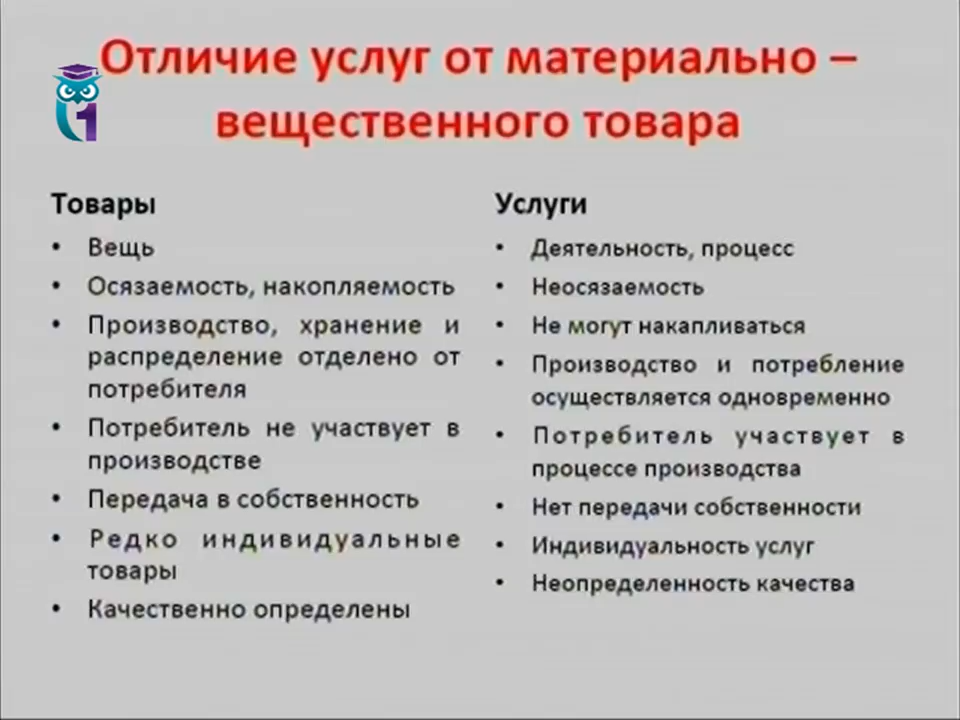 Отличие услуг от материально –
вещественного товара
1
Товары
• Вещь
• Осязаемость, накопляемость
• Производство, хранение и
распределение отделено от
потребителя
• Потребитель не участвует в
производстве
• Передача в собственность
• Редко индивидуальные
товары
• Качественно определены
Услуги
• Деятельность, процесс
• Неосязаемость
• Не могут накапливаться
• Производство и потребление
осуществляется одновременно
• Потребитель участвует в
процессе производства
• Нет передачи собственности
• Индивидуальность услуг
• Неопределенность качества